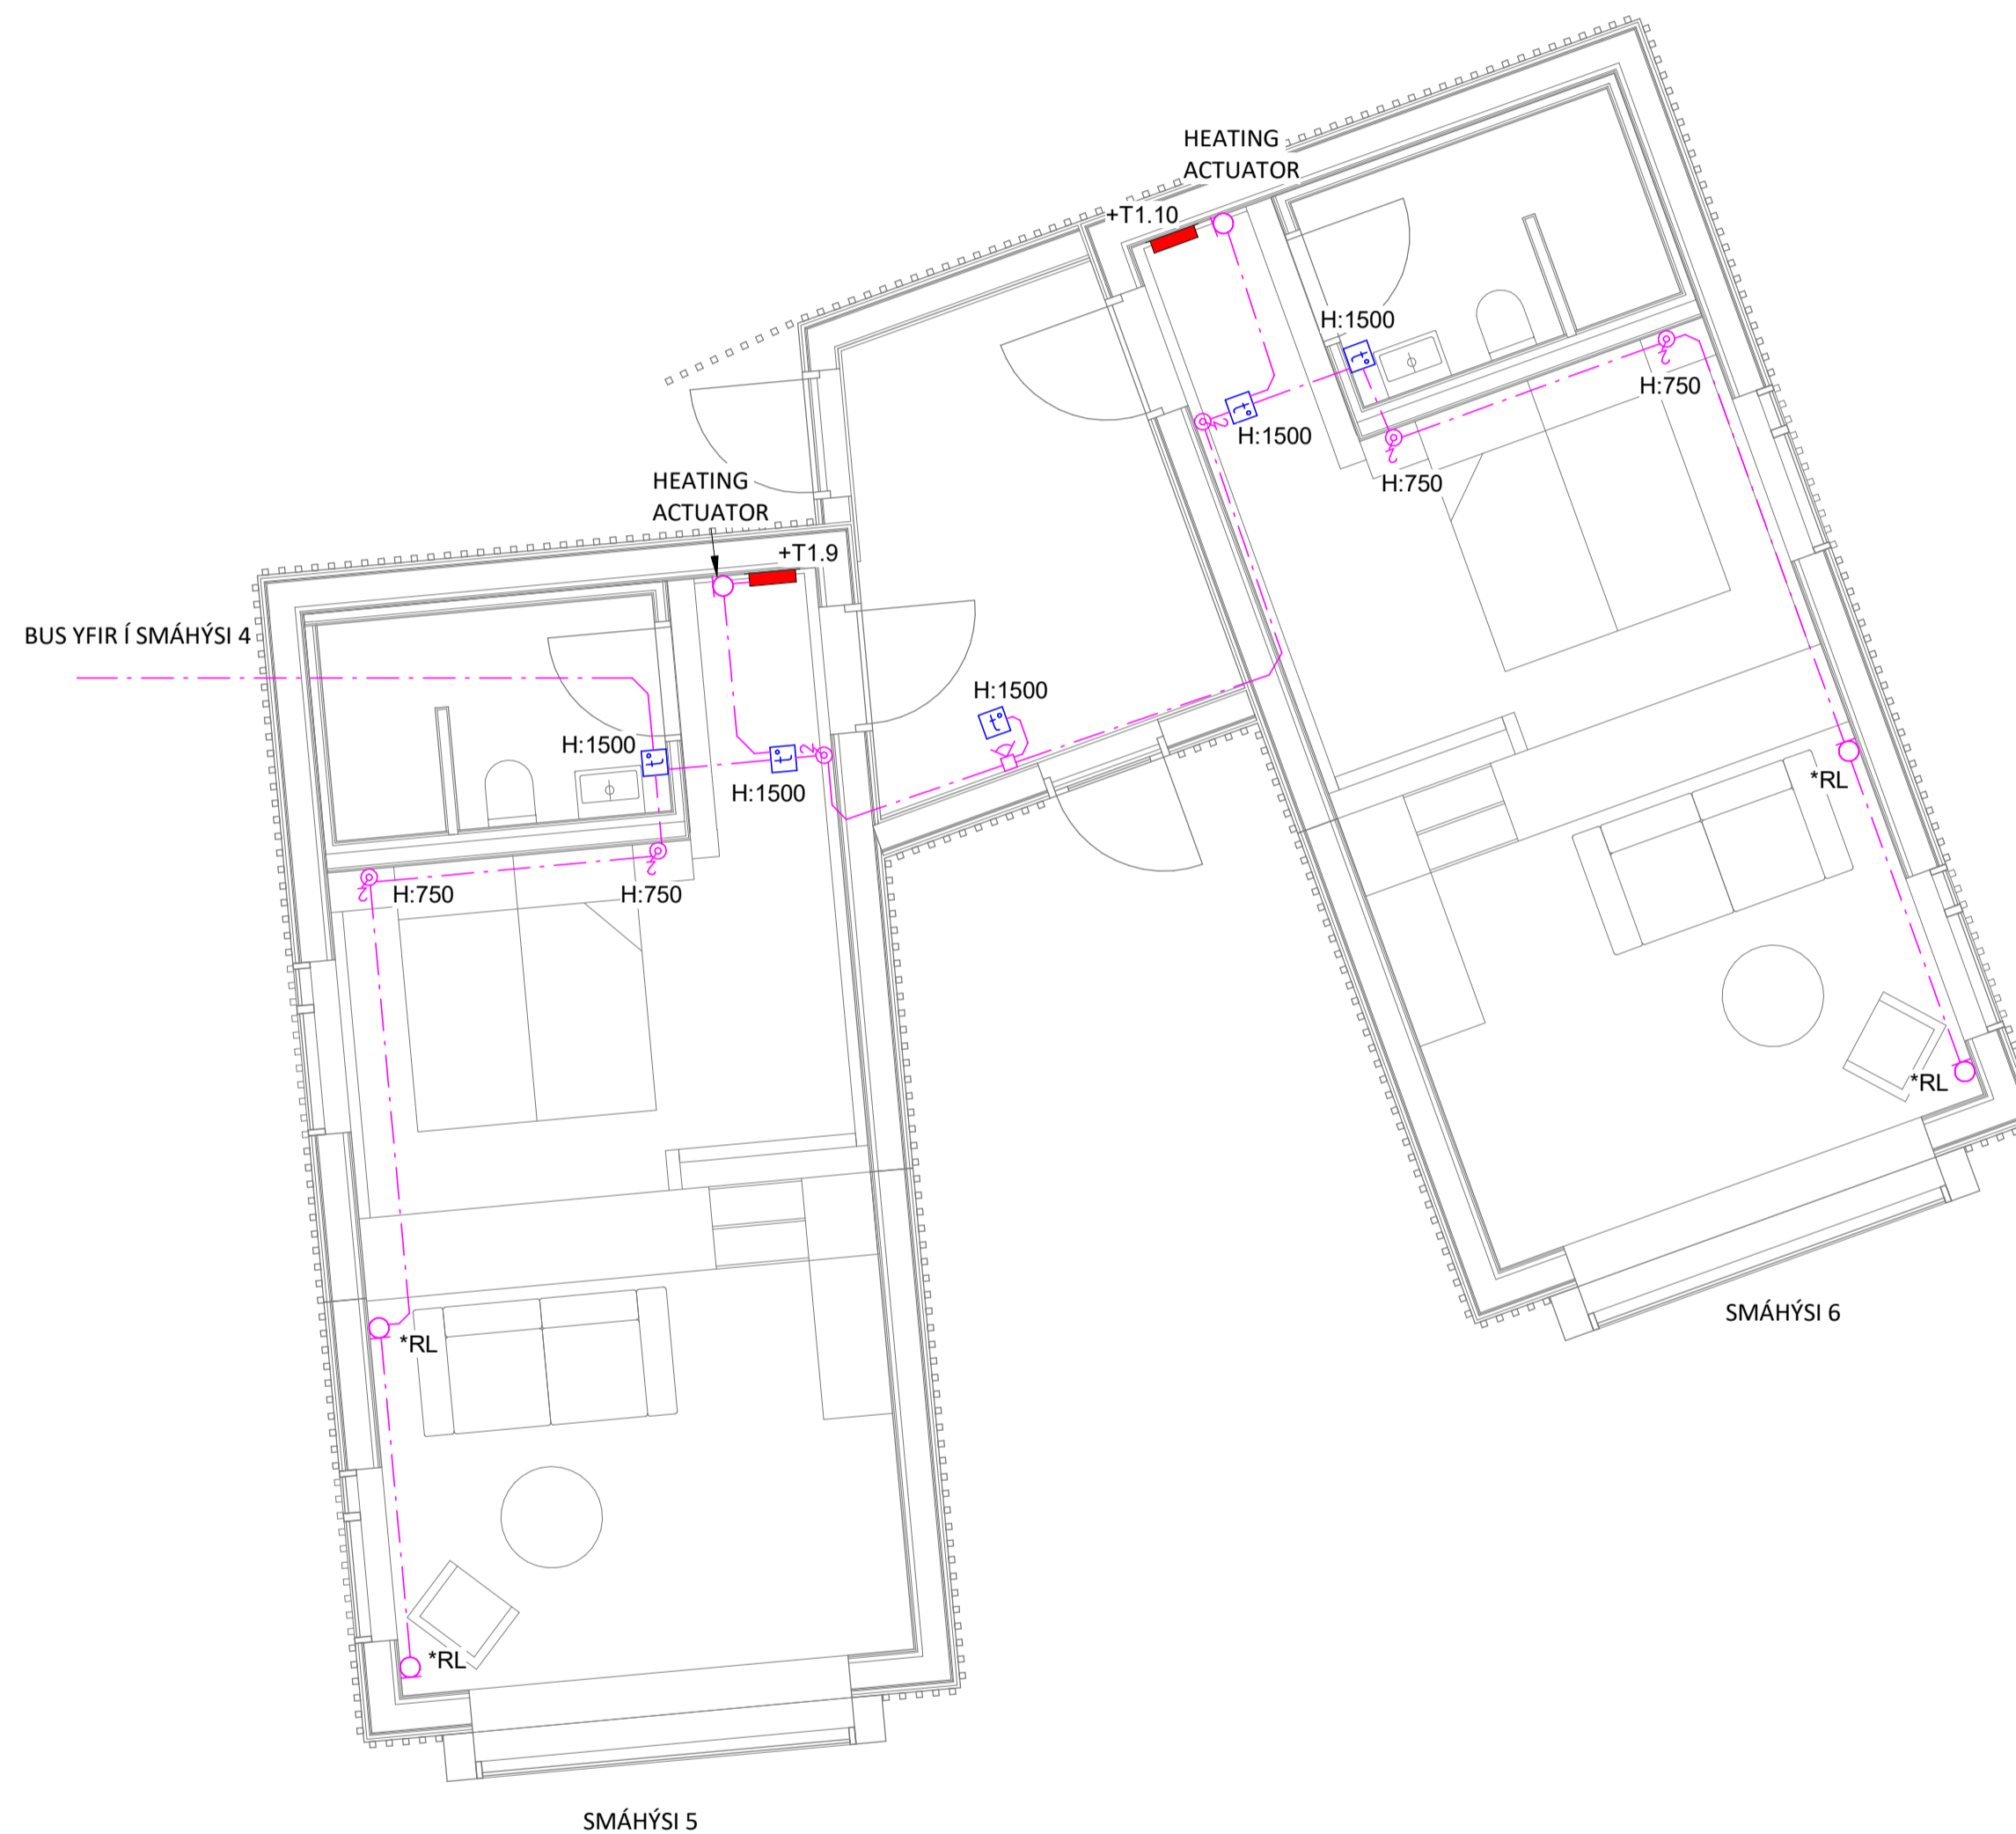 HEATING
ACTUATOR
+T1.10
H:1500
H:750
H:1500
H:750
HEATING
ACTUATOR
+T1.9
BUS YFIR Í SMÁHÝSI 4
H:1500
H:1500
H:1500
*RL
H:750
H:750
*RL
SMÁHÝSI 6
*RL
*RL
SMÁHÝSI 5
t°
t°
t°
t°
t°